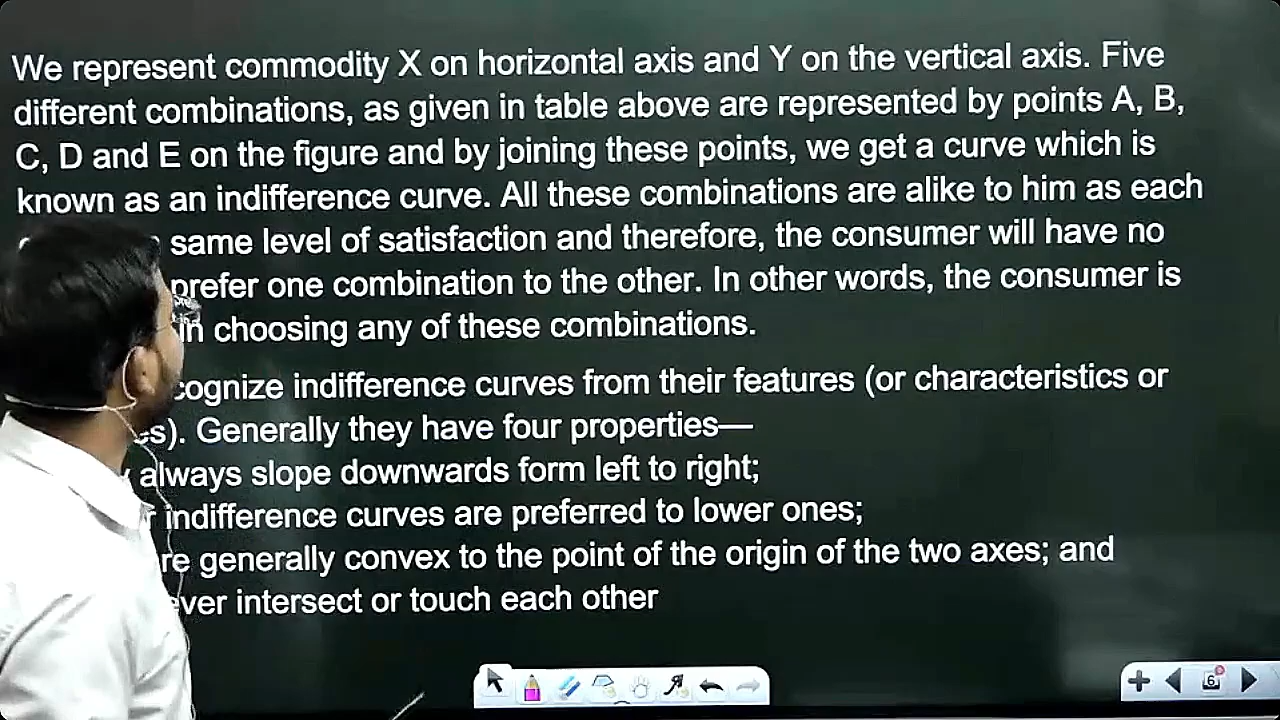 We represent commodity X on horizontal axis and Y on the vertical axis. Five
different combinations, as given in table above are represented by points A, B,
C, D and E on the figure and by joining these points, we get a curve which is
known as an indifference curve. All these combinations are alike to him as each
same level of satisfaction and therefore, the consumer will have no
prefer one combination to the other. In other words, the consumer is
in choosing any of these combinations.
indifference curves from their features (or characteristics or
Generally they have four properties—
always slope downwards form left to right;
indifference curves are preferred to lower ones;
generally convex to the point of the origin of the two axes; and
intersect or touch each other
6